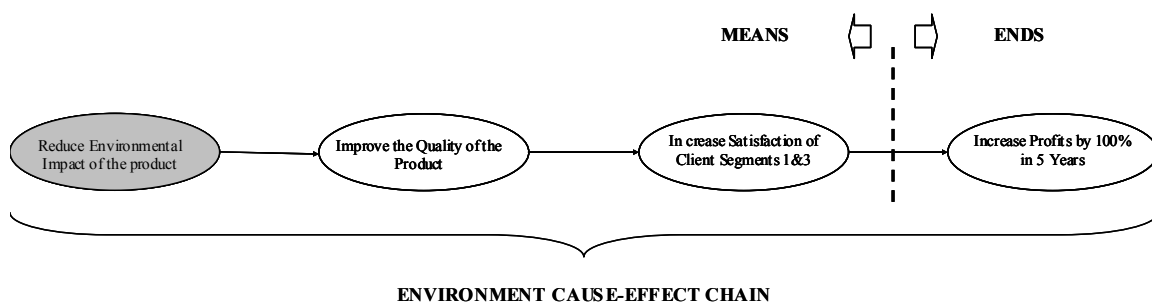 MEANS
ENDS
Reduce Environmental
Impact of the product
Improve the Quality of the
Product
In crease Satisfaction of
Client Segments 1&3
Increase Profits by 100%
in 5 Years
ENVIRONMENT CAUSE-EFFECT CHAIN